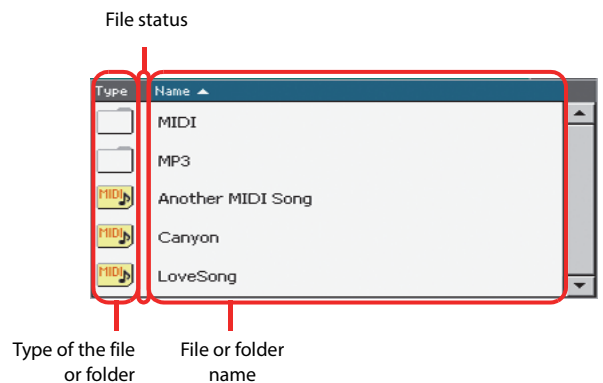 File status
Type Name
MIDI
MP3
MIDI Another MIDI Song
MIDI Canyon
MIDI LoveSong
Type of the file
or folder
File or folder
name